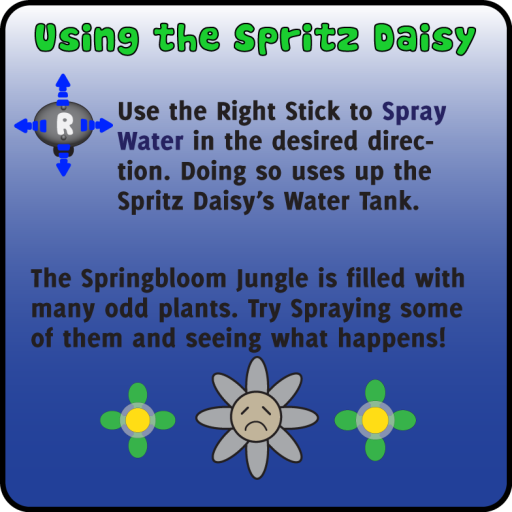 Using the Spritz Daisy
R
Use the Right Stick to Spray
Water in the desired direc-
tion. Doing so uses up the
Spritz Daisy's Water Tank.
The Springbloom Jungle is filled with
many odd plants. Try Spraying some
of them and seeing what happens!